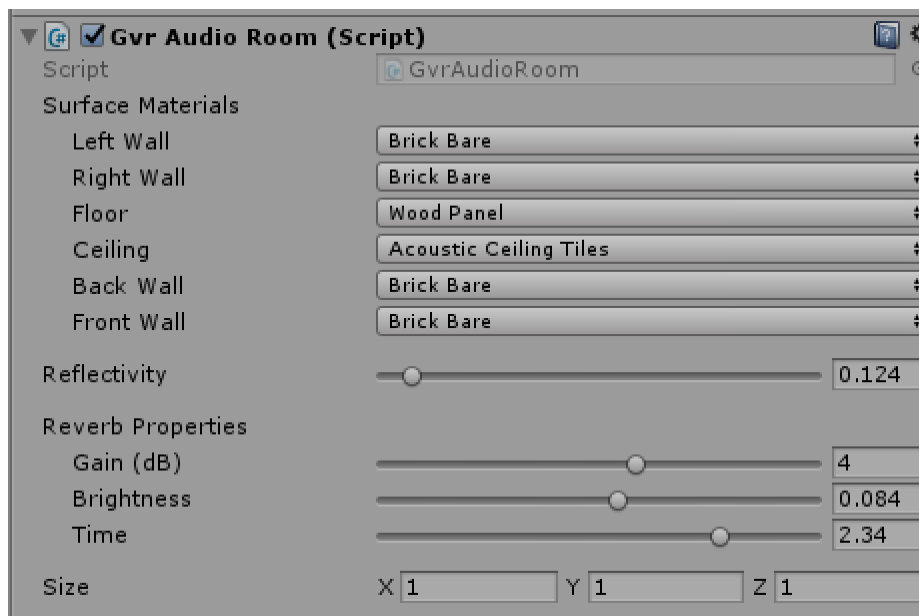 Gvr Audio Room (Script)
Script GvrAudioRoom
Surface Materials
Left Wall Brick Bare
Right Wall Brick Bare
Floor Wood Panel
Ceiling Acoustic Ceiling Tiles
Back Wall Brick Bare
Front Wall Brick Bare
Reflectivity 0.124
Reverb Properties
Gain (dB) 4
Brightness 0.084
Time 2.34
Size X 1 Y 1 Z 1